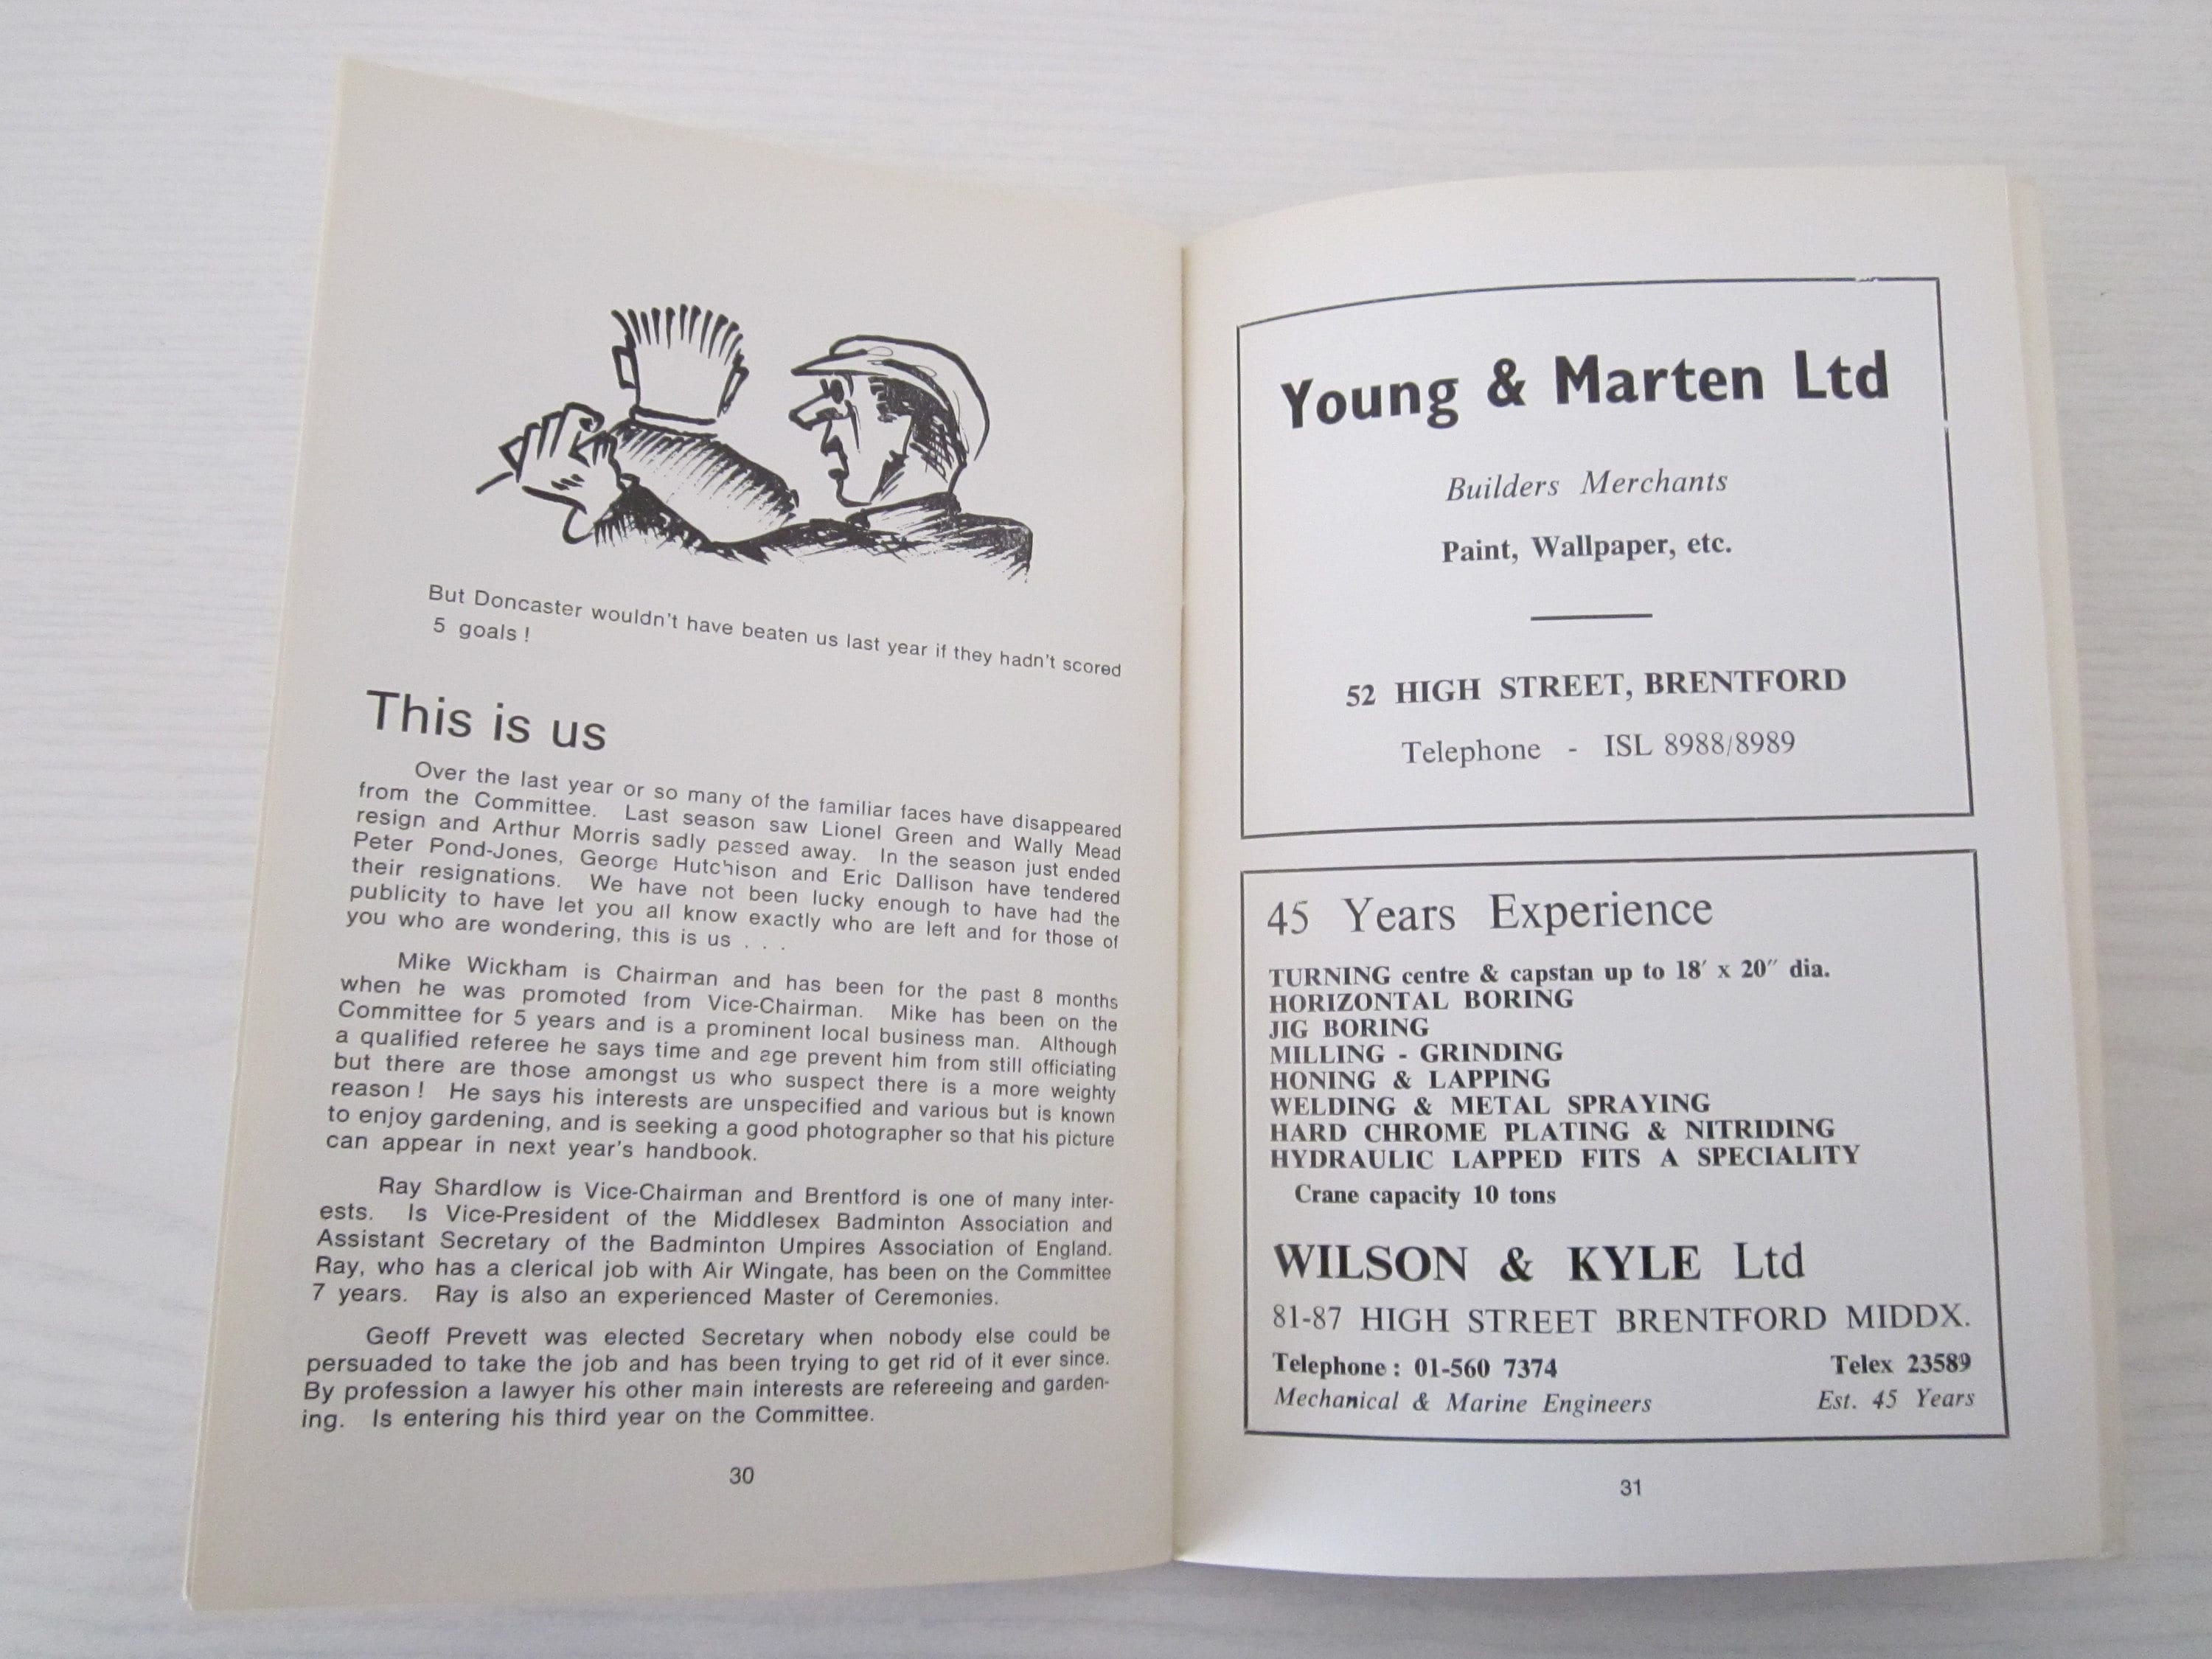 But Doncaster wouldn't have beaten us last year if they hadn't scored
5 goals !
This is us
Over the last year or so many of the familiar faces have disappeared
from the Committee. Last season saw Lionel Green and Wally Mead
resign and Arthur Morris sadly passed away. In the season just ended
Peter Pond-Jones, George Hutchison and Eric Dallison have tendered
their resignations. We have not been lucky enough to have had the
publicity to have let you all know exactly who are left and for those of
you who are wondering, this is us . . .
Mike Wickham is Chairman and has been for the past 8 months
when he was promoted from Vice-Chairman. Mike has been on the
Committee for 5 years and is a prominent local business man. Although
a qualified referee he says time and age prevent him from still officiating
but there are those amongst us who suspect there is a more weighty
reason ! He says his interests are unspecified and various but is known
to enjoy gardening, and is seeking a good photographer so that his picture
can appear in next year's handbook.
Ray Shardlow is Vice-Chairman and Brentford is one of many inter-
ests. Is Vice-President of the Middlesex Badminton Association and
Assistant Secretary of the Badminton Umpires Association of England.
Ray, who has a clerical job with Air Wingate, has been on the Committee
7 years. Ray is also an experienced Master of Ceremonies.
Geoff Prevett was elected Secretary when nobody else could be
persuaded to take the job and has been trying to get rid of it ever since.
By profession a lawyer his other main interests are refereeing and garden-
ing. Is entering his third year on the Committee.
30
Young & Marten Ltd
Builders Merchants
Paint, Wallpaper, etc.
52 HIGH STREET, BRENTFORD
Telephone - ISL 8988/8989
45 Years Experience
TURNING centre & capstan up to 18′ x 20″ dia.
HORIZONTAL BORING
JIG BORING
MILLING - GRINDING
HONING & LAPPING
WELDING & METAL SPRAYING
HARD CHROME PLATING & NITRIDING
HYDRAULIC LAPPED FITS A SPECIALITY
Crane capacity 10 tons
WILSON & KYLE Ltd
81-87 HIGH STREET BRENTFORD MIDDX.
Telephone : 01-560 7374 Telex 23589
Mechanical & Marine Engineers Est. 45 Years
31